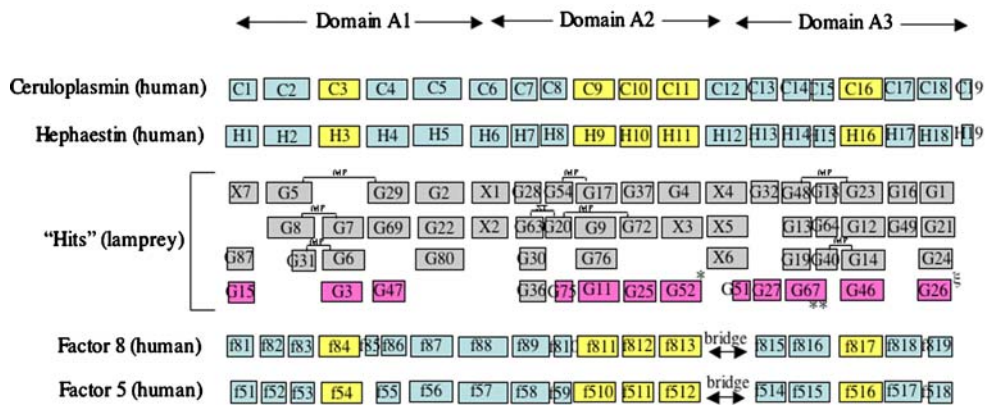 Domain A1 Domain A2 Domain A3
Ceruloplasmin (human) C1 C2 C3 C4 C5 C6 C7 C8 C9 C10 C11 C12 C13 C14 C15 C16 C17 C18 C19
Hephaestin (human) H1 H2 H3 H4 H5 H6 H7 H8 H9 H10 H11 H12 H13 H14 H15 H16 H17 H18 H19
X7 G5 G29 G2 X1 G28 G54 G17 G37 G4 X4 G32 G48 G18 G23 G16 G1
G8 G7 G69 G22 X2 G63 G20 G9 G72 X3 X5 G13 G64 G12 G49 G21
“Hits” (lamprey)
G87 G31 G6 G80 G30 G76 X6 G19 G40 G14 G24
G15 G3 G47 G36 G75 G11 G25 G52 * G51 G27 G67 ** G46 G26
Factor 8 (human) f81 f82 f83 f84 f85 f86 f87 f88 f89 f810 f811 f812 f813 bridge f815 f816 f817 f818 f819
Factor 5 (human) f51 f52 f53 f54 f55 f56 f57 f58 f59 f510 f511 f512 bridge f514 f515 f516 f517 f518